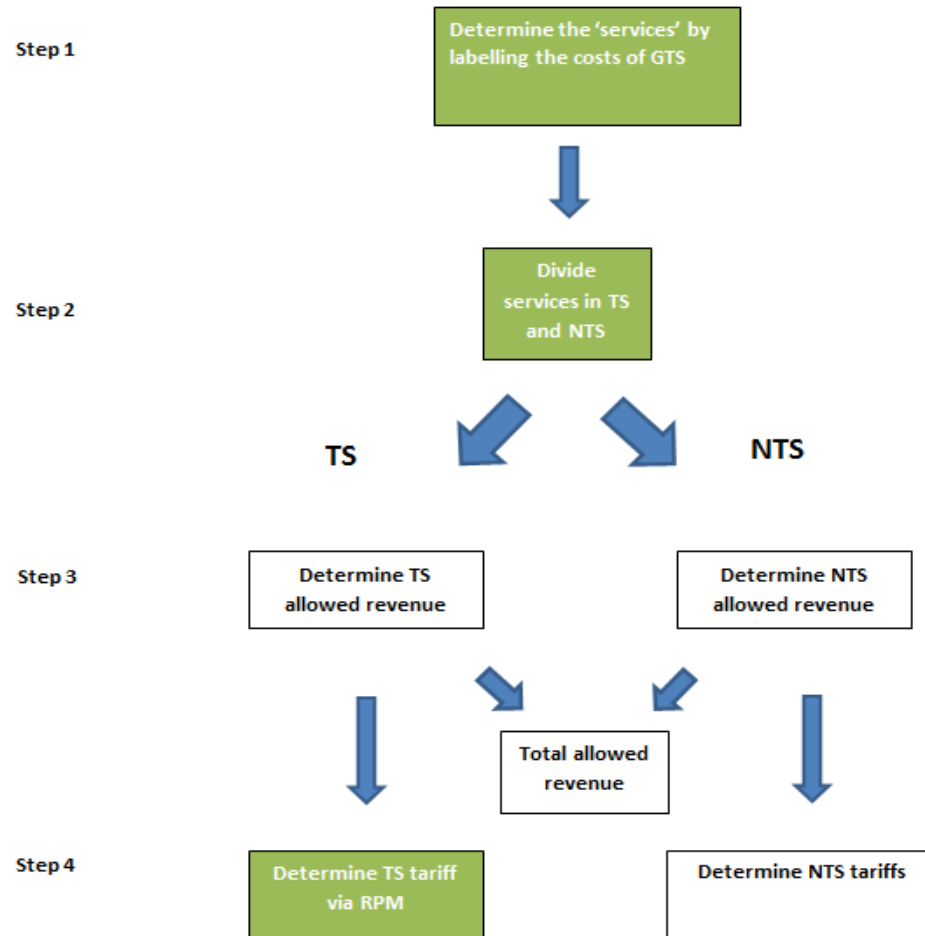 Step 1
Determine the ‘services’ by
labelling the costs of GTS
Step 2
Divide
services in TS
and NTS
TS
NTS
Step 3
Determine TS
allowed revenue
Determine NTS
allowed revenue
Total allowed
revenue
Step 4
Determine TS tariff
via RPM
Determine NTS tariffs